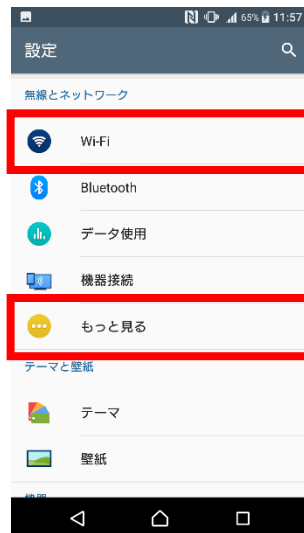 65% 11:57
設定
無線とネットワーク
Wi-Fi
Bluetooth
データ使用
機器接続
もっと見る
テーマと壁紙
テーマ
壁紙